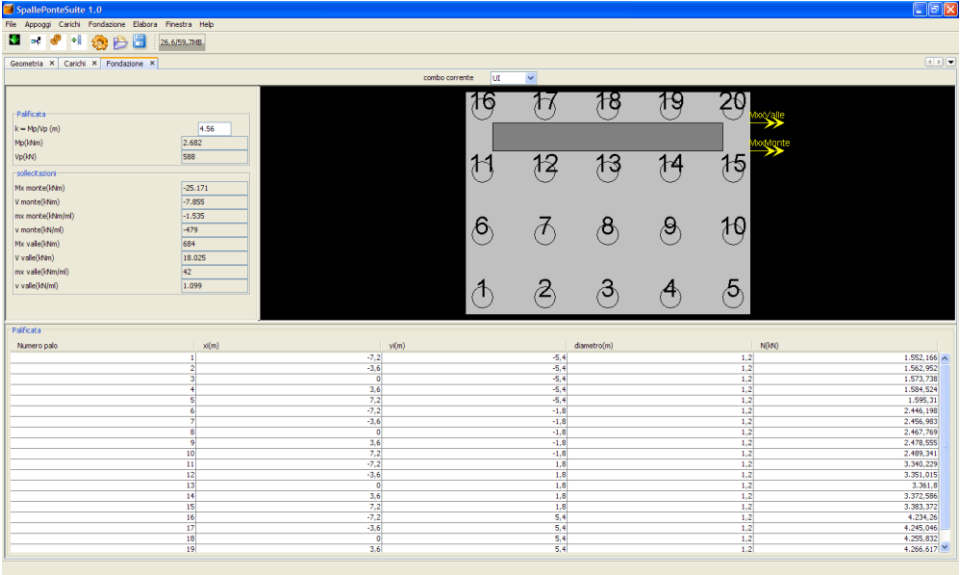 SpallePonteSuite 1.0
File Appoggi Carichi Fondazione Elabora Finestra Help
26,6/59,7MB
Geometria Carichi Fondazione
combo corrente UI
Palificata
k = Mp/Vp (m) 4.56
Mp(kNm) 2.682
Vp(kN) 588
sollecitazioni
Mx monte(kNm) -25.171
V monte(kNm) -7.855
mx monte(kNm/ml) -1.535
v monte(kN/ml) -479
Mx valle(kNm) 684
V valle(kNm) 18.025
mx valle(kNm/ml) 42
v valle(kN/ml) 1.099
16 17 18 19 20
MxxValle
MxxMonte
11 12 13 14 15
6 7 8 9 10
1 2 3 4 5
Palificata
Numero palo xi(m) yi(m) diametro(m) N(kN)
1 -7,2 -5,4 1,2 1.552,166
2 -3,6 -5,4 1,2 1.562,952
3 0 -5,4 1,2 1.573,738
4 3,6 -5,4 1,2 1.584,524
5 7,2 -5,4 1,2 1.595,31
6 -7,2 -1,8 1,2 2.446,198
7 -3,6 -1,8 1,2 2.456,983
8 0 -1,8 1,2 2.467,769
9 3,6 -1,8 1,2 2.478,555
10 7,2 -1,8 1,2 2.489,341
11 -7,2 1,8 1,2 3.340,229
12 -3,6 1,8 1,2 3.351,015
13 0 1,8 1,2 3.361,8
14 3,6 1,8 1,2 3.372,586
15 7,2 1,8 1,2 3.383,372
16 -7,2 5,4 1,2 4.234,26
17 -3,6 5,4 1,2 4.245,046
18 0 5,4 1,2 4.255,832
19 3,6 5,4 1,2 4.266,617